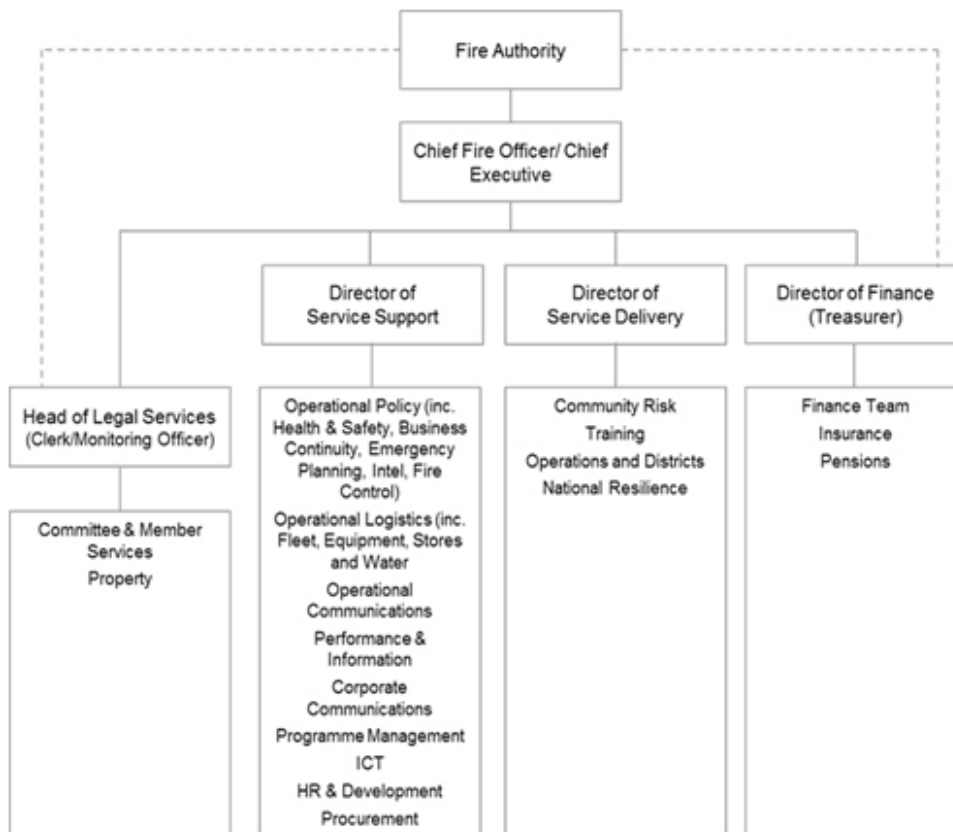 Fire Authority
Chief Fire Officer/ Chief
Executive
Director of
Service Support
Director of
Service Delivery
Director of Finance
(Treasurer)
Head of Legal Services
(Clerk/Monitoring Officer)
Operational Policy (inc.
Health & Safety, Business
Continuity, Emergency
Planning, Intel, Fire
Control)
Operational Logistics (inc.
Fleet, Equipment, Stores
and Water
Operational
Communications
Performance &
Information
Corporate
Communications
Programme Management
ICT
HR & Development
Procurement
Community Risk
Training
Operations and Districts
National Resilience
Finance Team
Insurance
Pensions
Committee & Member
Services
Property